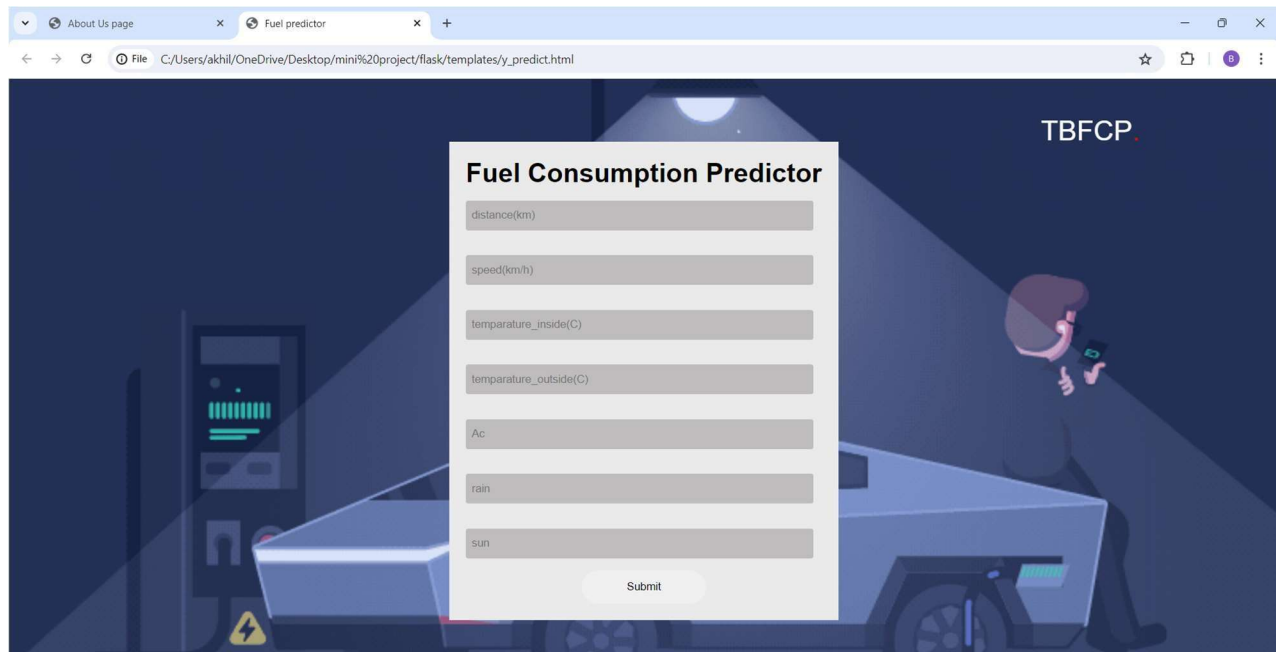 About Us page
Fuel predictor
File C:/Users/akhil/OneDrive/Desktop/mini%20project/flask/templates/y_predict.html
B
TBFCP.
Fuel Consumption Predictor
distance(km)
speed(km/h)
temparature_inside(C)
temparature_outside(C)
Ac
rain
sun
Submit